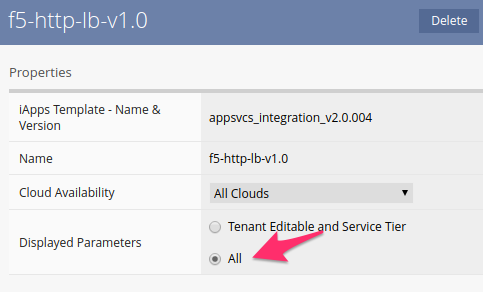 f5-http-lb-v1.0
Delete
Properties
iApps Template - Name &
Version
appsvcs_integration_v2.0.004
Name
f5-http-lb-v1.0
Cloud Availability
All Clouds
Displayed Parameters
Tenant Editable and Service Tier
All